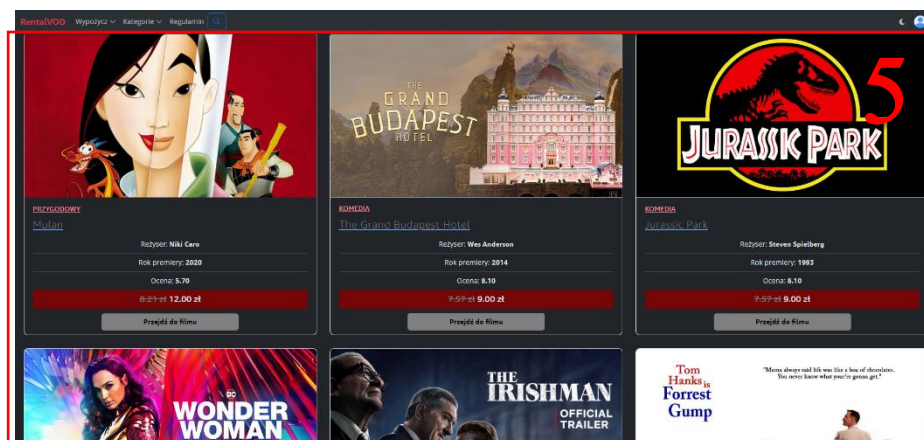 RentalVOD Wypożycz Kategorie Regulamin
5
THE
GRAND
BUDAPEST
HOTEL
JURASSIC PARK
PRZYGODOWY
Mulan
Reżyser: Niki Caro
Rok premiery: 2020
Ocena: 5.70
8.21 zł 12.00 zł
Przejdź do filmu
KOMEDIA
The Grand Budapest Hotel
Reżyser: Wes Anderson
Rok premiery: 2014
Ocena: 8.10
7.57 zł 9.00 zł
Przejdź do filmu
KOMEDIA
Jurassic Park
Reżyser: Steven Spielberg
Rok premiery: 1993
Ocena: 8.10
7.57 zł 9.00 zł
Przejdź do filmu
DC
WONDER
WOMAN
THE
IRISHMAN
OFFICIAL
TRAILER
Tom
Hanks is
Forrest
Gump
"Mama always said life was like a box of chocolates.
You never know what you're gonna get."